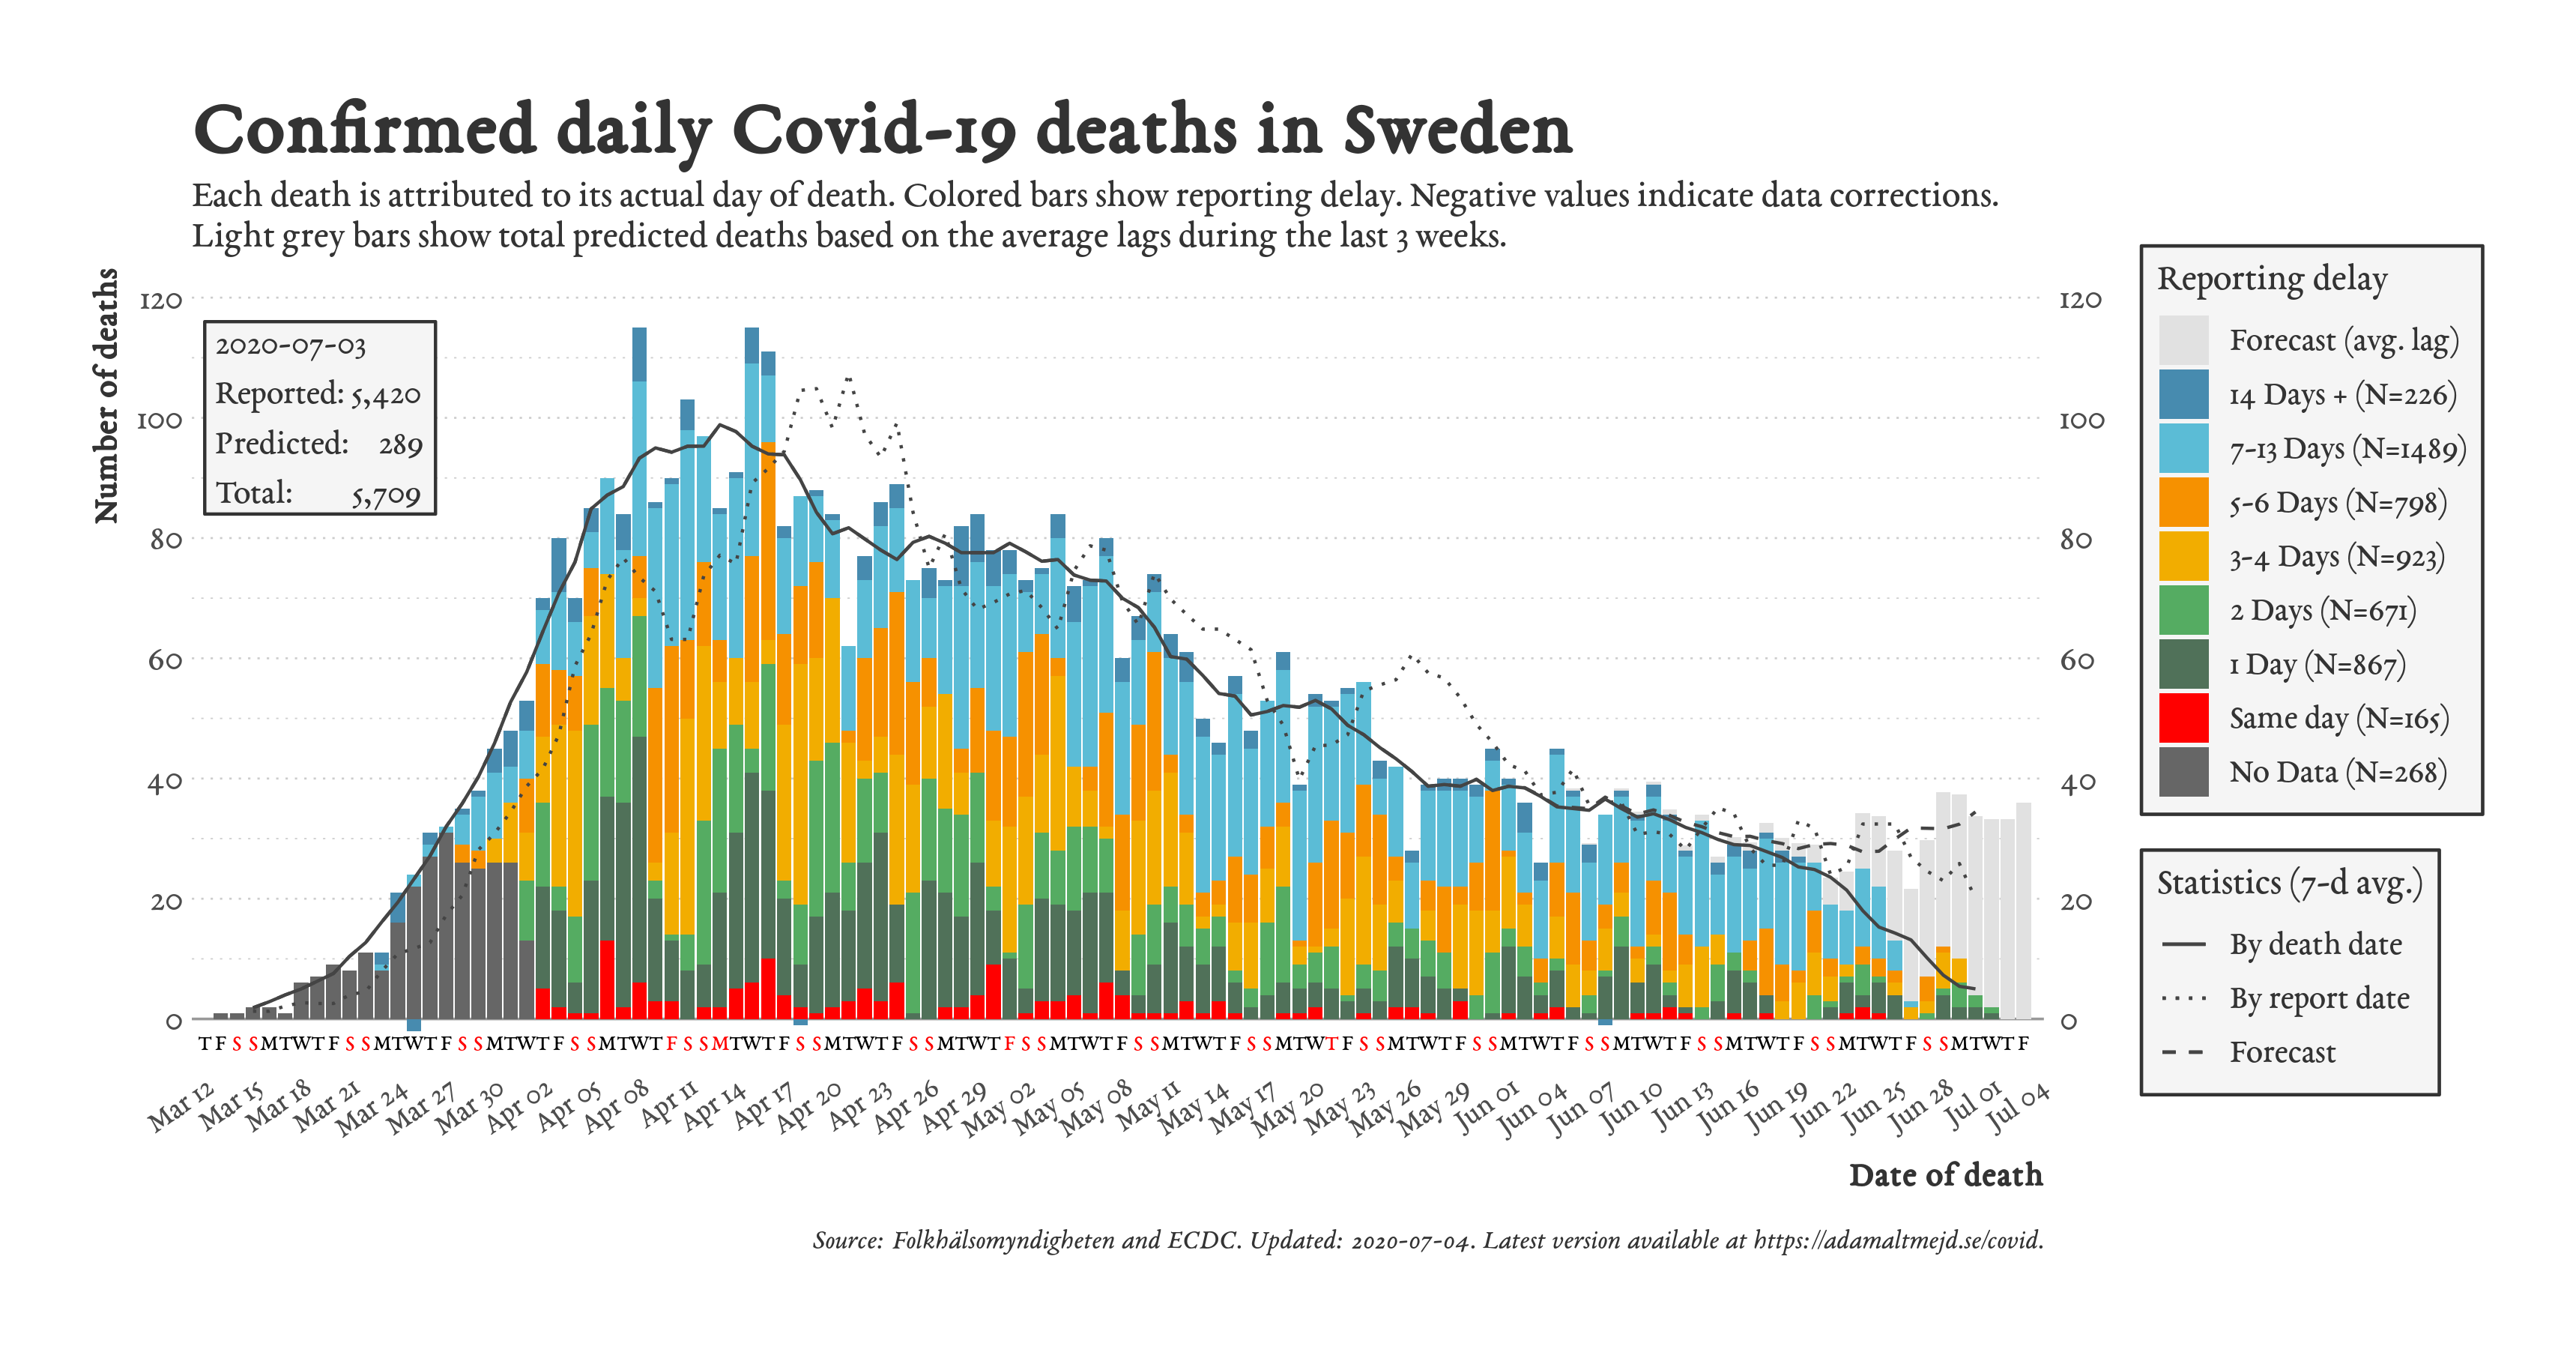 Confirmed daily Covid-19 deaths in Sweden
Each death is attributed to its actual day of death. Colored bars show reporting delay. Negative values indicate data corrections.
Light grey bars show total predicted deaths based on the average lags during the last 3 weeks.
Number of deaths
120
100
80
60
40
20
0
2020-07-03
Reported: 5,420
Predicted: 289
Total: 5,709
120
100
80
60
40
20
0
T F S S M T W T F S S M T W T F S S M T W T F S S M T W T F S S M T W T F S S M T W T F S S M T W T F S S M T W T F S S M T W T F S S M T W T F S S M T W T F S S M T W T F S S M T W T F S S M T W T F S S M T W T F S S M T W T F S S M T W T F
Mar 12 Mar 15 Mar 18 Mar 21 Mar 24 Mar 27 Mar 30 Apr 02 Apr 05 Apr 08 Apr 11 Apr 14 Apr 17 Apr 20 Apr 23 Apr 26 Apr 29 May 02 May 05 May 08 May 11 May 14 May 17 May 20 May 23 May 26 May 29 Jun 01 Jun 04 Jun 07 Jun 10 Jun 13 Jun 16 Jun 19 Jun 22 Jun 25 Jun 28 Jul 01 Jul 04
Date of death
Reporting delay
Forecast (avg. lag)
14 Days + (N=226)
7-13 Days (N=1489)
5-6 Days (N=798)
3-4 Days (N=923)
2 Days (N=671)
1 Day (N=867)
Same day (N=165)
No Data (N=268)
Statistics (7-d avg.)
By death date
By report date
Forecast
Source: Folkhälsomyndigheten and ECDC. Updated: 2020-07-04. Latest version available at https://adamaltmejd.se/covid.